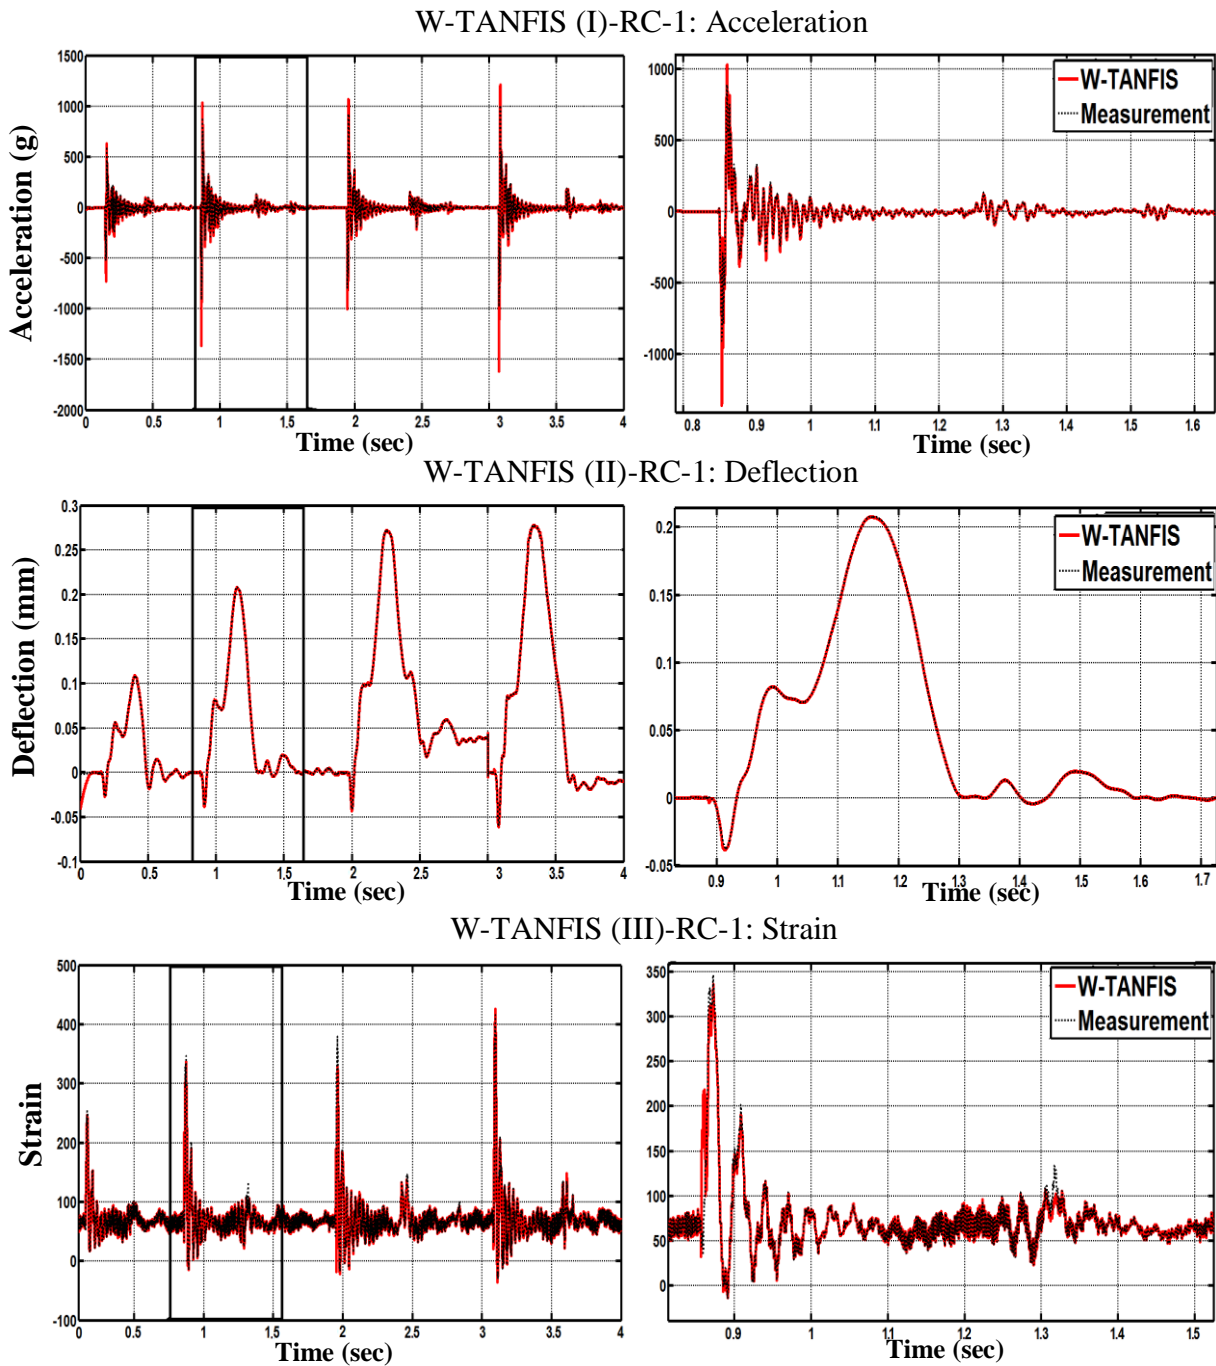 W-TANFIS (I)-RC-1: Acceleration
Acceleration (g)
1500
1000
500
0
-500
-1000
-1500
-2000
0 0.5 1 1.5 2 2.5 3 3.5 4
Time (sec)
W-TANFIS
Measurement
1000
500
0
-500
-1000
0.8 0.9 1 1.1 1.2 1.3 1.4 1.5 1.6
Time (sec)
W-TANFIS (II)-RC-1: Deflection
Deflection (mm)
0.3
0.25
0.2
0.15
0.1
0.05
0
-0.05
-0.1
0 0.5 1 1.5 2 2.5 3 3.5 4
Time (sec)
W-TANFIS
Measurement
0.2
0.15
0.1
0.05
0
-0.05
0.9 1 1.1 1.2 1.3 1.4 1.5 1.6 1.7
Time (sec)
W-TANFIS (III)-RC-1: Strain
Strain
500
400
300
200
100
0
-100
0 0.5 1 1.5 2 2.5 3 3.5 4
Time (sec)
W-TANFIS
Measurement
350
300
250
200
150
100
50
0
0.9 1 1.1 1.2 1.3 1.4 1.5
Time (sec)